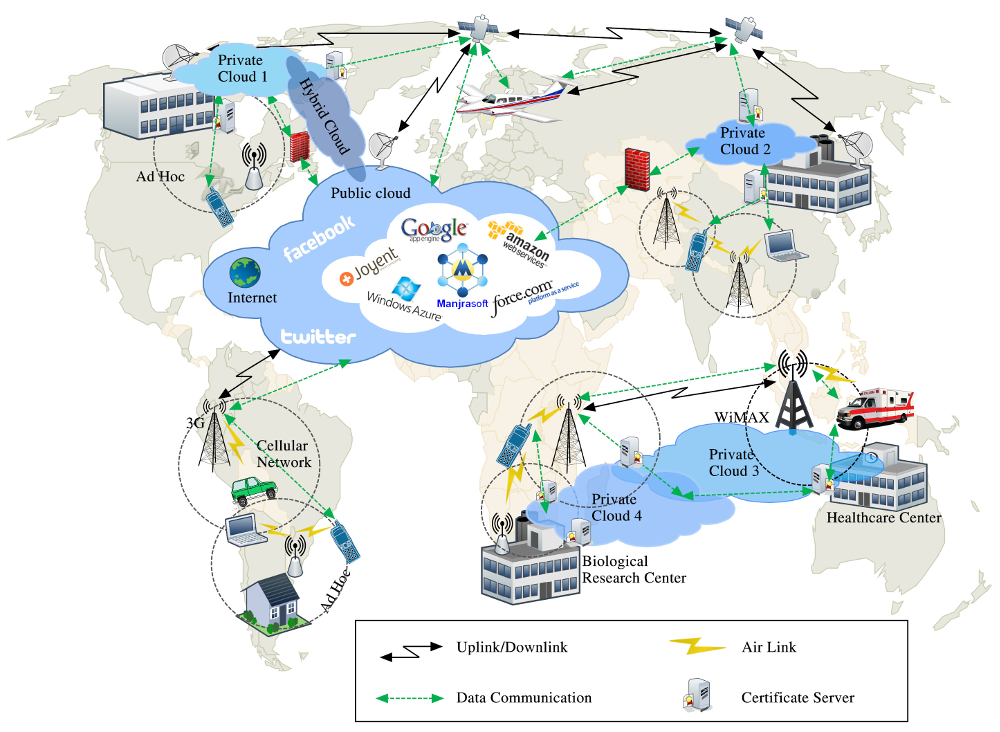 Private
Cloud 1
Hybrid Cloud
Private
Cloud 2
Ad Hoc
Public cloud
facebook
Google
app engine
amazon
web services
Joyent
Internet
Windows Azure
M
Manjrasoft
force.com
platform as a service
twitter
3G
Cellular
Network
WiMAX
Private
Cloud 3
Private
Cloud 4
Healthcare Center
Biological
Research Center
Ad Hoc
Uplink/Downlink
Air Link
Data Communication
Certificate Server